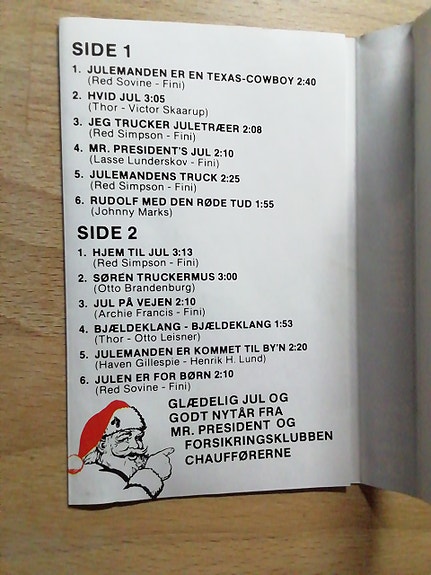 SIDE 1
1. JULEMANDEN ER EN TEXAS-COWBOY 2:40
(Red Sovine - Fini)
2. HVID JUL 3:05
(Thor - Victor Skaarup)
3. JEG TRUCKER JULETRÆER 2:08
(Red Simpson - Fini)
4. MR. PRESIDENT'S JUL 2:10
(Lasse Lunderskov - Fini)
5. JULEMANDENS TRUCK 2:25
(Red Simpson - Fini)
6. RUDOLF MED DEN RØDE TUD 1:55
(Johnny Marks)
SIDE 2
1. HJEM TIL JUL 3:13
(Red Simpson - Fini)
2. SØREN TRUCKERMUS 3:00
(Otto Brandenburg)
3. JUL PÅ VEJEN 2:10
(Archie Francis - Fini)
4. BJÆLDEKLANG - BJÆLDEKLANG 1:53
(Thor - Otto Leisner)
5. JULEMANDEN ER KOMMET TIL BY'N 2:20
(Haven Gillespie - Henrik H. Lund)
6. JULEN ER FOR BØRN 2:10
(Red Sovine - Fini)
GLÆDELIG JUL OG
GODT NYTÅR FRA
MR. PRESIDENT OG
FORSIKRINGSKLUBBEN
CHAUFFØRERNE